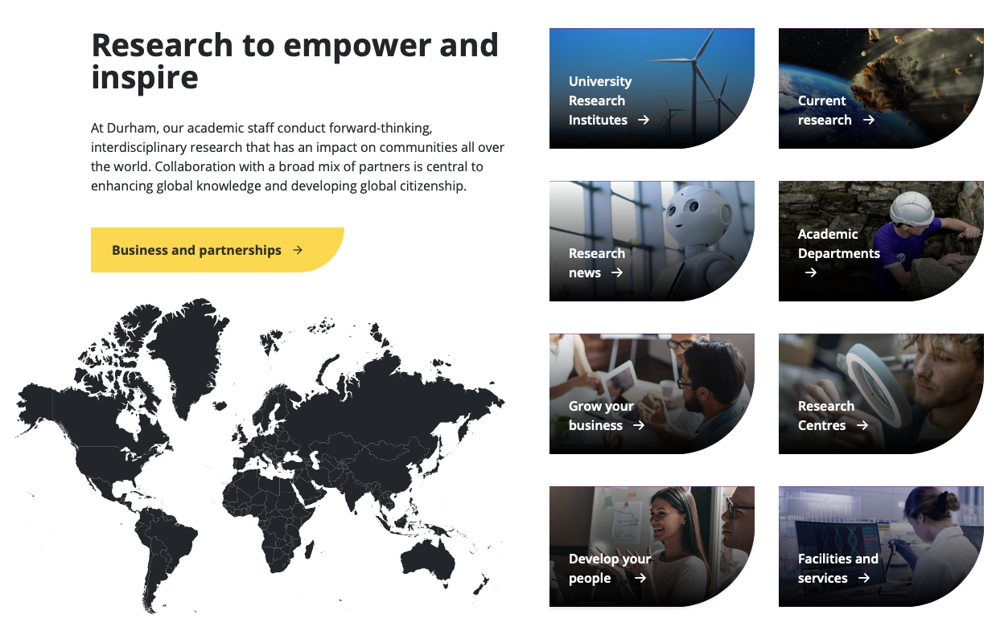 Research to empower and
inspire
At Durham, our academic staff conduct forward-thinking,
interdisciplinary research that has an impact on communities all over
the world. Collaboration with a broad mix of partners is central to
enhancing global knowledge and developing global citizenship.
Business and partnerships →
University
Research
Institutes →
Current
research →
Research
news →
Academic
Departments
→
Grow your
business →
Research
Centres →
Develop your
people →
Facilities and
services →